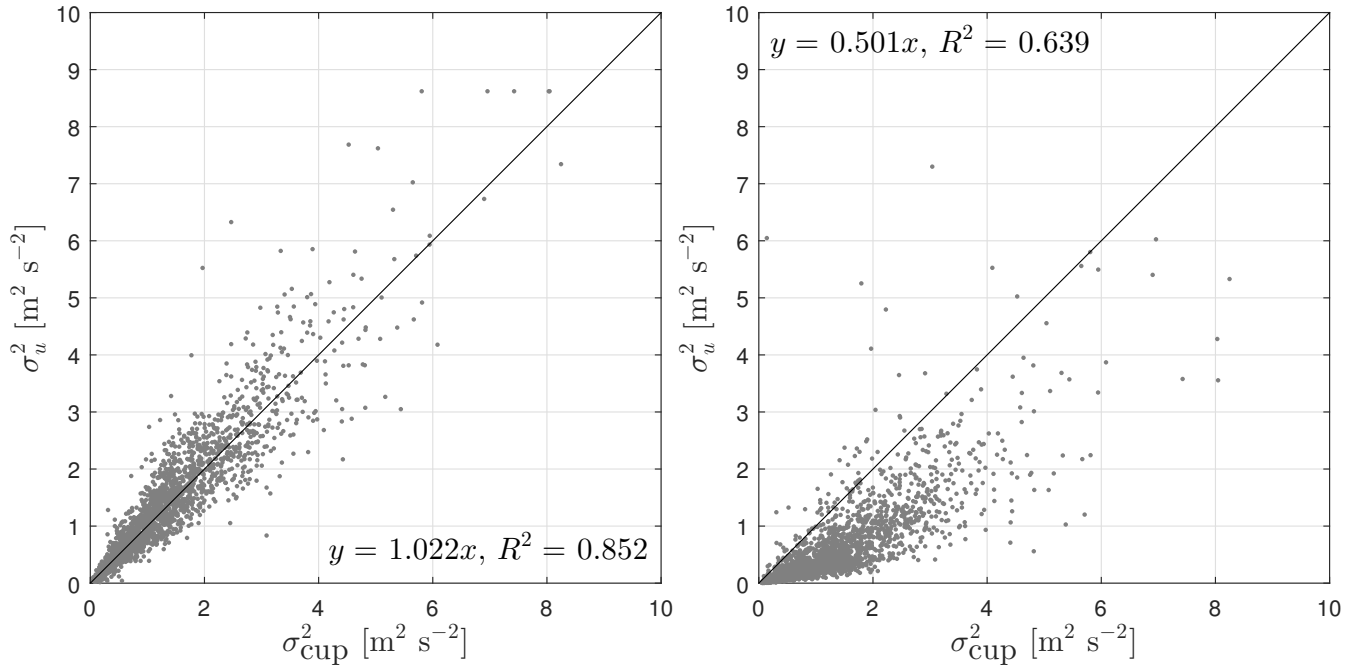 10
9
8
7
6
5
4
3
2
1
0
0 2 4 6 8 10
σ²_u [m² s⁻²]
σ²_cup [m² s⁻²]
y = 1.022x, R² = 0.852
10
9
8
7
6
5
4
3
2
1
0
0 2 4 6 8 10
σ²_u [m² s⁻²]
σ²_cup [m² s⁻²]
y = 0.501x, R² = 0.639